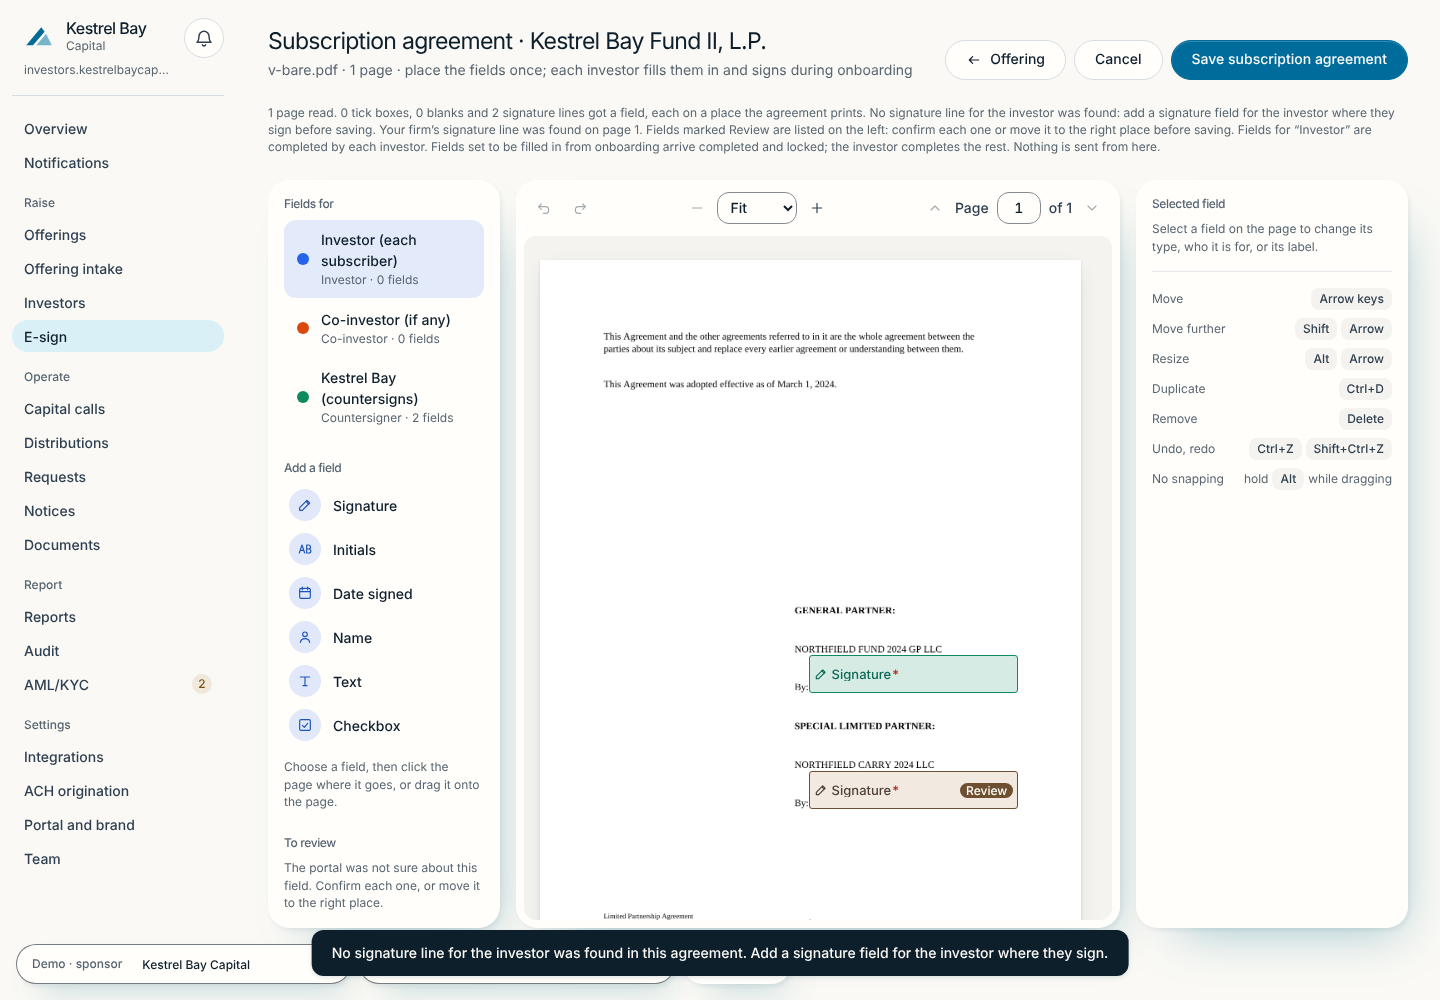 Kestrel Bay
Capital
investors.kestrelbaycap...
Overview
Notifications
Raise
Offerings
Offering intake
Investors
E-sign
Operate
Capital calls
Distributions
Requests
Notices
Documents
Report
Reports
Audit
AML/KYC 2
Settings
Integrations
ACH origination
Portal and brand
Team
Demo · sponsor Kestrel Bay Capital
Subscription agreement · Kestrel Bay Fund II, L.P.
v-bare.pdf · 1 page · place the fields once; each investor fills them in and signs during onboarding
← Offering
Cancel
Save subscription agreement
1 page read. 0 tick boxes, 0 blanks and 2 signature lines got a field, each on a place the agreement prints. No signature line for the investor was found: add a signature field for the investor where they
sign before saving. Your firm’s signature line was found on page 1. Fields marked Review are listed on the left: confirm each one or move it to the right place before saving. Fields for “Investor” are
completed by each investor. Fields set to be filled in from onboarding arrive completed and locked; the investor completes the rest. Nothing is sent from here.
Fields for
Investor (each
subscriber)
Investor · 0 fields
Co-investor (if any)
Co-investor · 0 fields
Kestrel Bay
(countersigns)
Countersigner · 2 fields
Add a field
Signature
AB Initials
Date signed
Name
T Text
Checkbox
Choose a field, then click the
page where it goes, or drag it onto
the page.
To review
The portal was not sure about this
field. Confirm each one, or move it
to the right place.
− Fit +
Page 1 of 1
This Agreement and the other agreements referred to in it are the whole agreement between the
parties about its subject and replace every earlier agreement or understanding between them.
This Agreement was adopted effective as of March 1, 2024.
GENERAL PARTNER:
NORTHFIELD FUND 2024 GP LLC
By: Signature*
SPECIAL LIMITED PARTNER:
NORTHFIELD CARRY 2024 LLC
By: Signature* Review
Limited Partnership Agreement
Selected field
Select a field on the page to change its
type, who it is for, or its label.
Move Arrow keys
Move further Shift Arrow
Resize Alt Arrow
Duplicate Ctrl+D
Remove Delete
Undo, redo Ctrl+Z Shift+Ctrl+Z
No snapping hold Alt while dragging
No signature line for the investor was found in this agreement. Add a signature field for the investor where they sign.